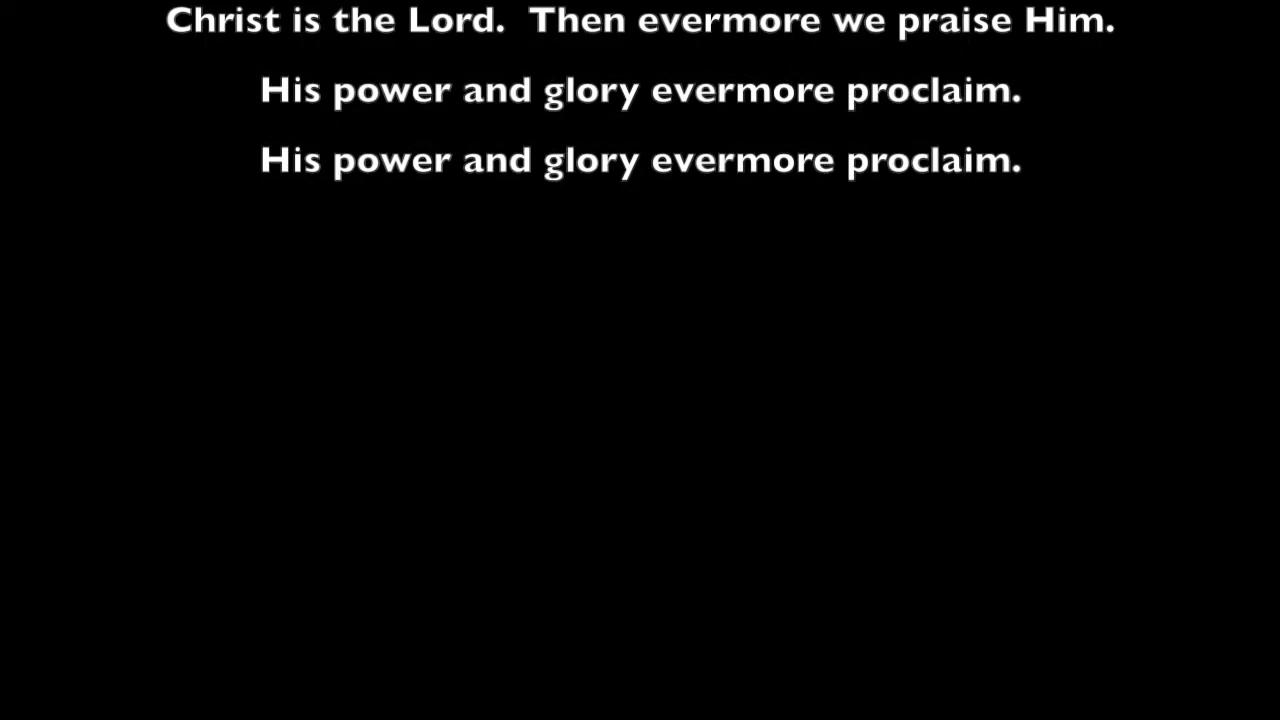 Christ is the Lord.  Then evermore we praise Him.
His power and glory evermore proclaim.
His power and glory evermore proclaim.